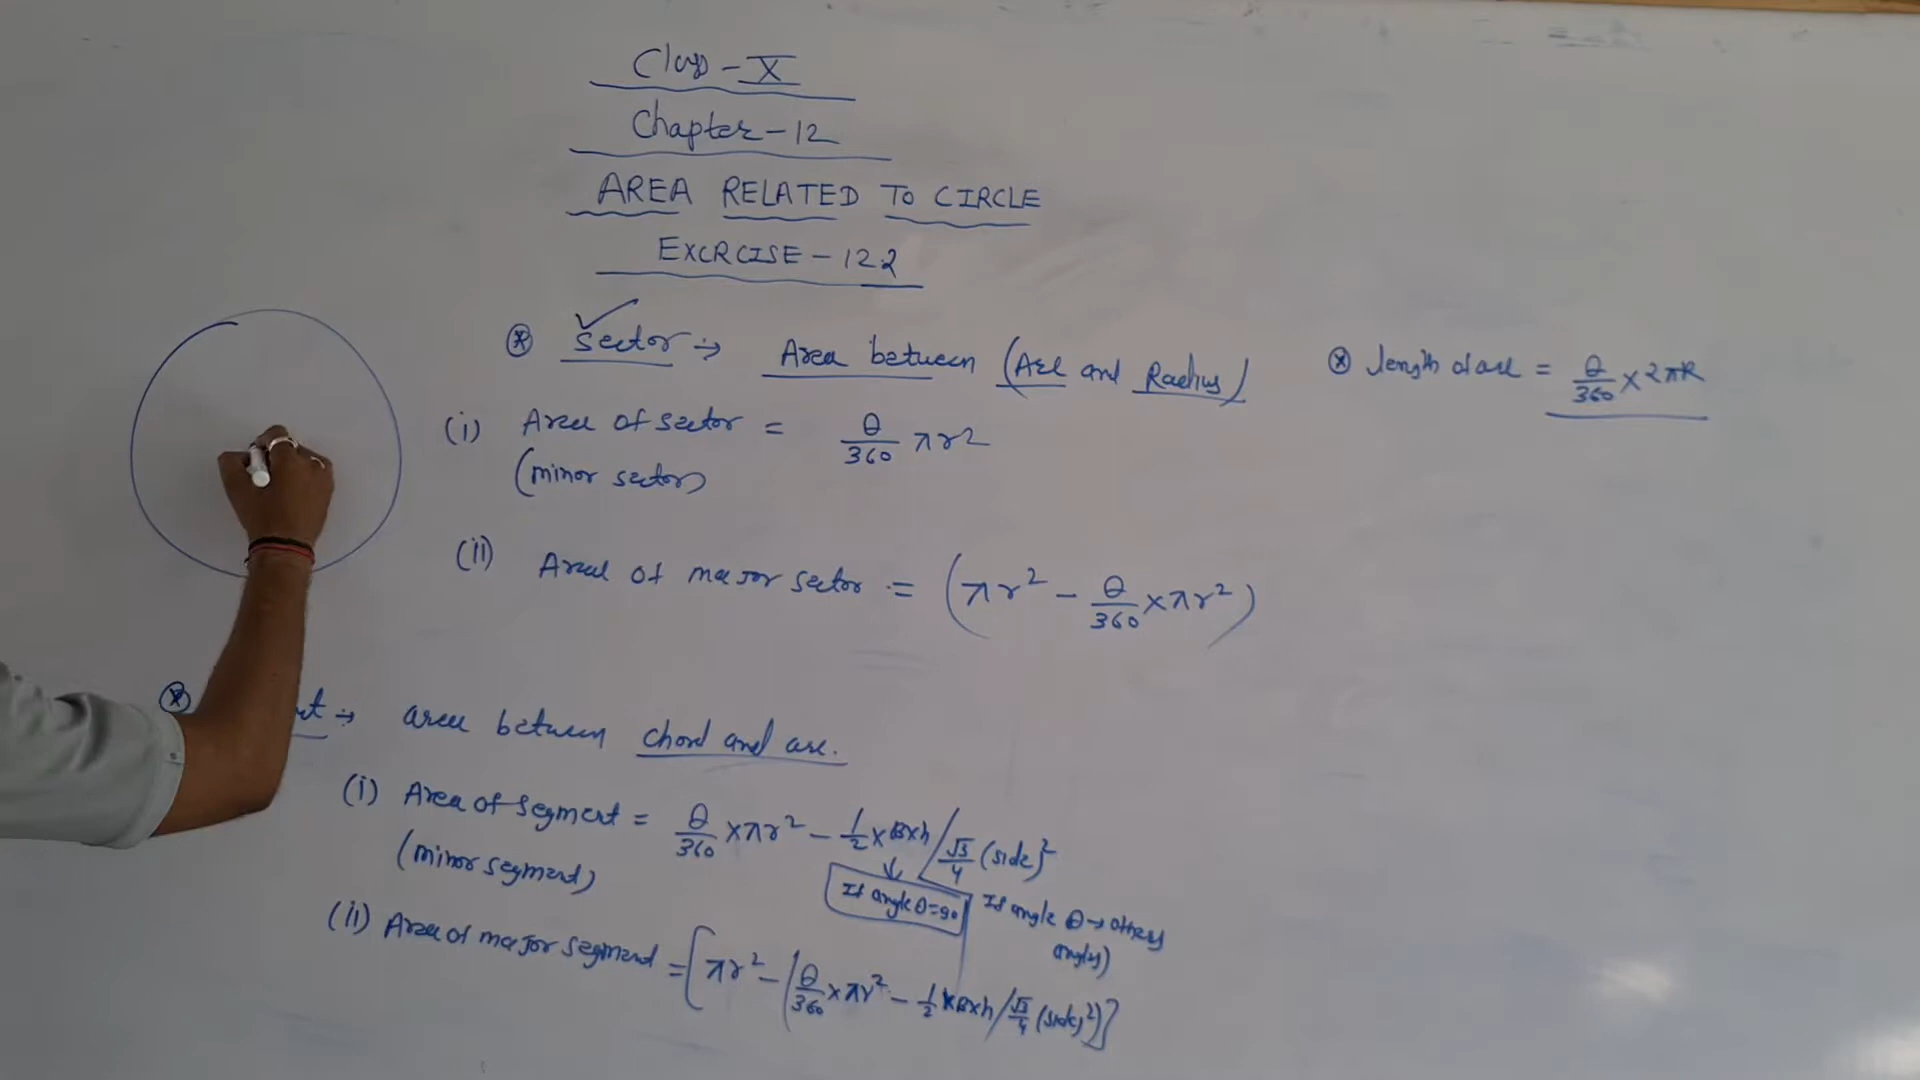 Class - X
Chapter - 12
AREA RELATED TO CIRCLE
EXCRCISE - 12.2
* Sector → Area between (Arc and Radius)
* length of arc = θ/360 × 2πR
(i) Area of sector = θ/360 πr²
(minor sector)
(ii) Area of major sector = (πr² - θ/360 × πr²)
* → area between chord and arc.
(i) Area of segment = θ/360 × πr² - 1/2 × B × h / √3/4 (side)²
(minor segment)
If angle θ = 90
If angle θ → others
angles)
(ii) Area of major segment = [πr² - (θ/360 × πr² - 1/2 × B × h / √3/4 (side)²)]